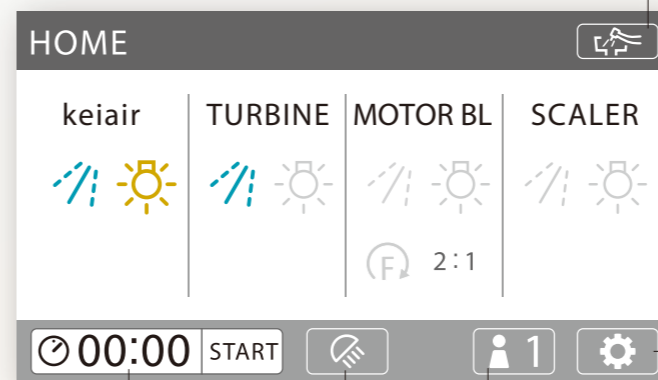 HOME
keiair TURBINE MOTOR BL SCALER
F 2:1
00:00 START 1